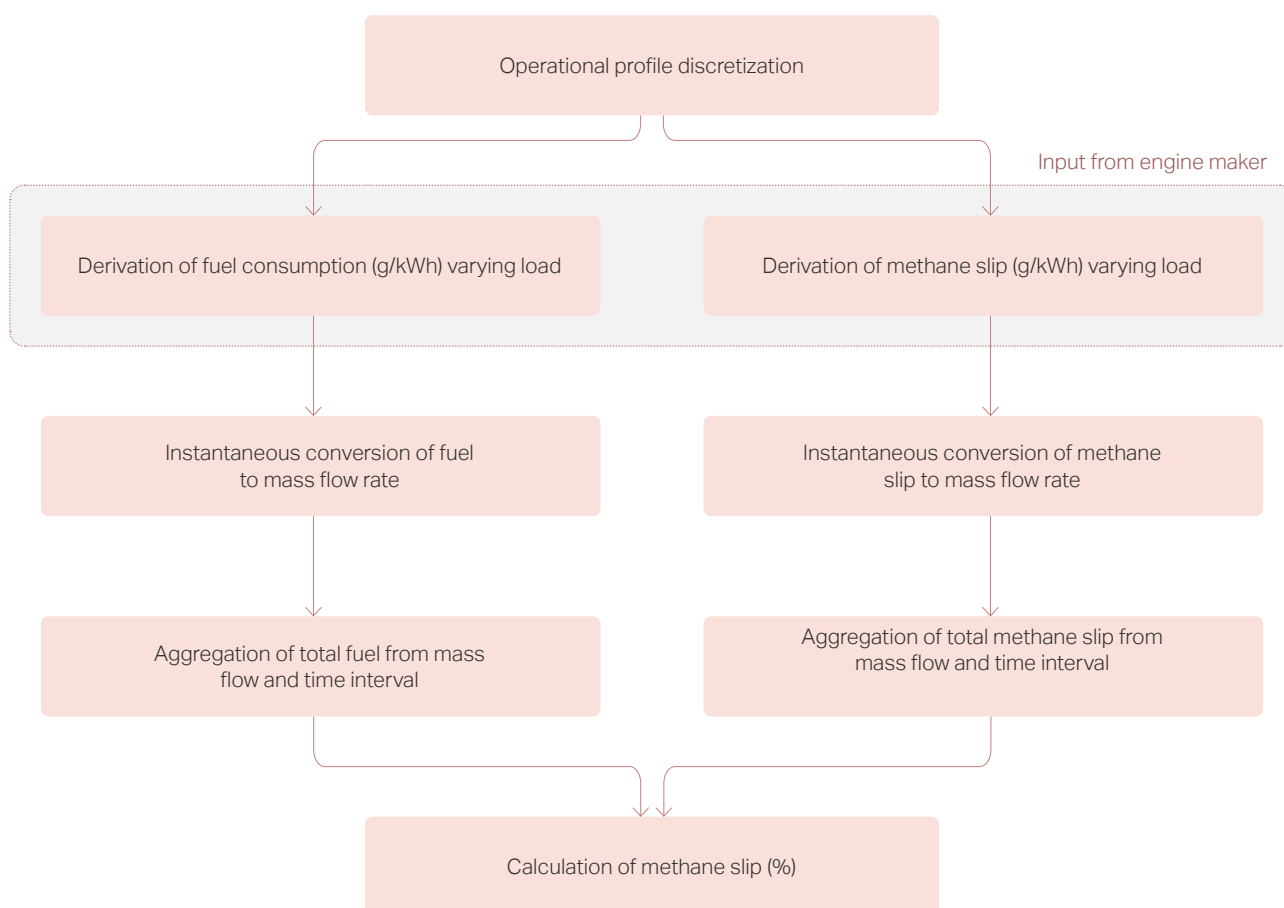 Operational profile discretization
Input from engine maker
Derivation of fuel consumption (g/kWh) varying load
Derivation of methane slip (g/kWh) varying load
Instantaneous conversion of fuel
to mass flow rate
Instantaneous conversion of methane
slip to mass flow rate
Aggregation of total fuel from mass
flow and time interval
Aggregation of total methane slip from
mass flow and time interval
Calculation of methane slip (%)